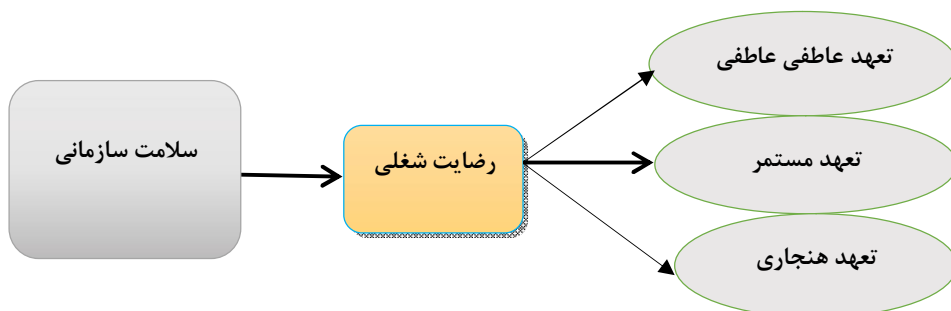 سلامت سازمانی
رضایت شغلی
تعهد عاطفی عاطفی
تعهد مستمر
تعهد هنجاری